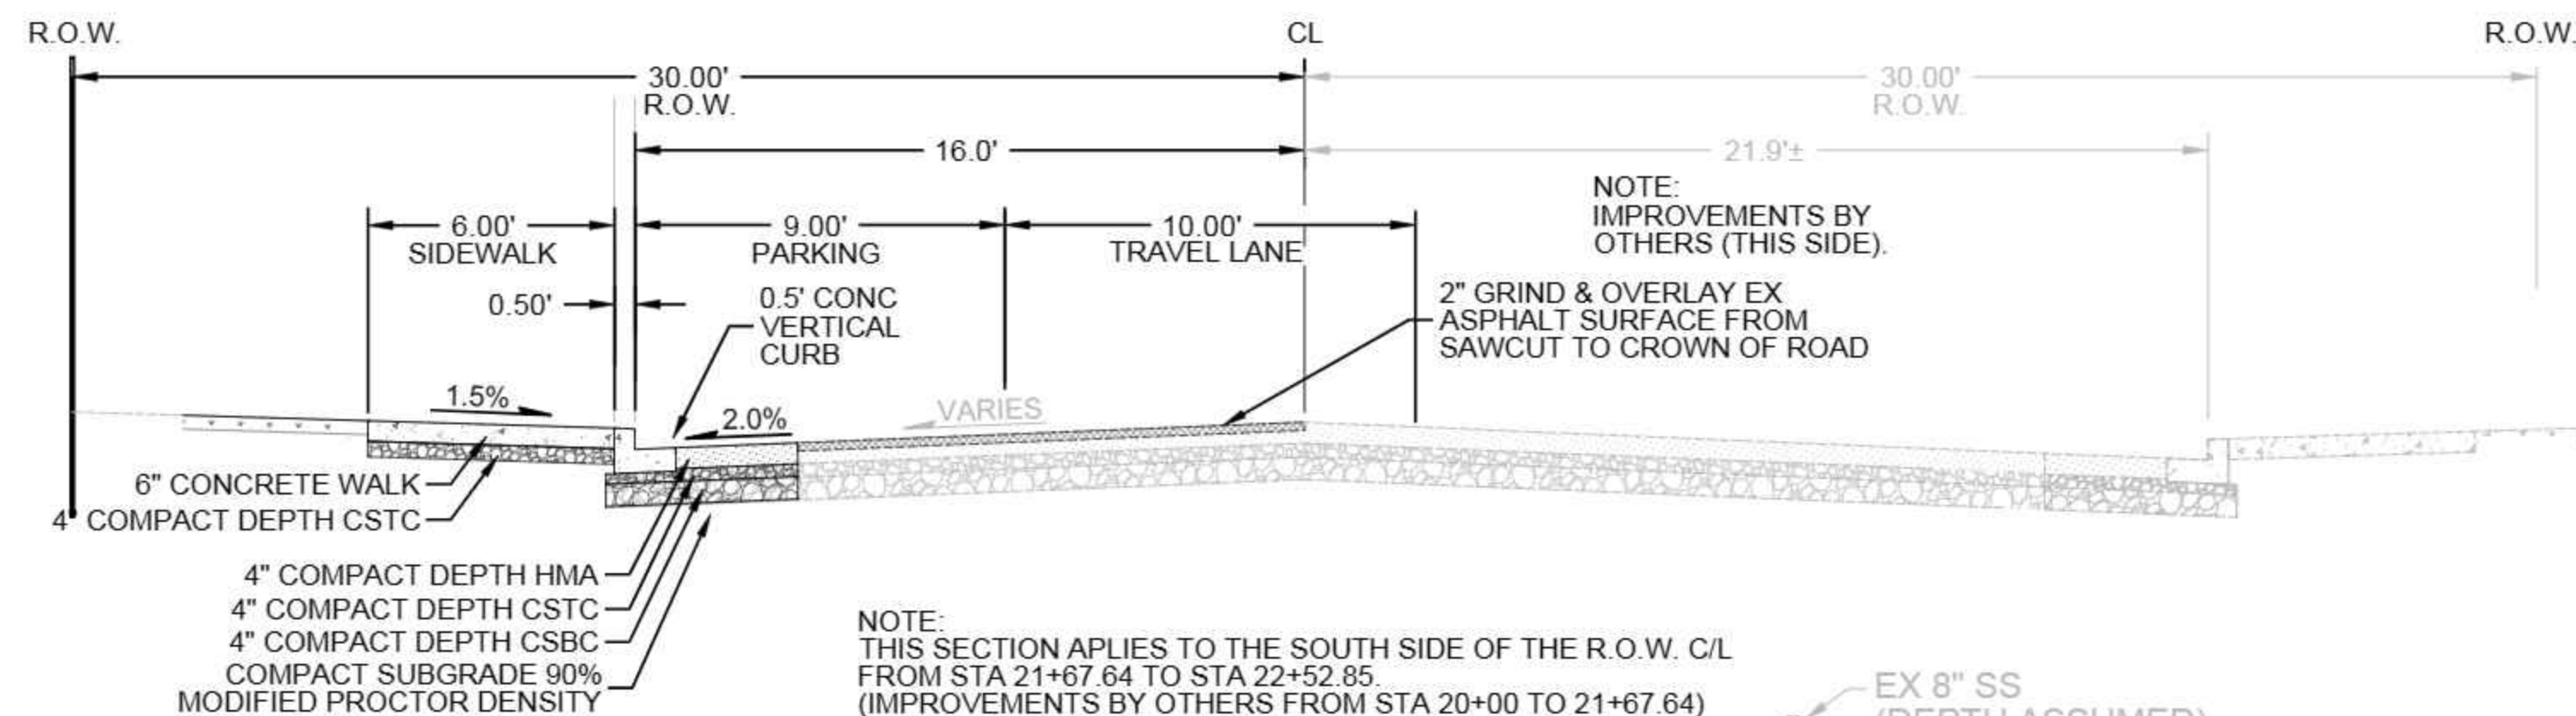 R.O.W.
CL
R.O.W.
30.00'
R.O.W.
30.00'
R.O.W.
16.0'
21.9'±
6.00'
SIDEWALK
9.00'
PARKING
10.00'
TRAVEL LANE
NOTE:
IMPROVEMENTS BY
OTHERS (THIS SIDE).
0.50'
0.5' CONC
VERTICAL
CURB
2" GRIND & OVERLAY EX
ASPHALT SURFACE FROM
SAWCUT TO CROWN OF ROAD
1.5%
2.0%
VARIES
6" CONCRETE WALK
4" COMPACT DEPTH CSTC
4" COMPACT DEPTH HMA
4" COMPACT DEPTH CSTC
4" COMPACT DEPTH CSBC
COMPACT SUBGRADE 90%
MODIFIED PROCTOR DENSITY
NOTE:
THIS SECTION APLIES TO THE SOUTH SIDE OF THE R.O.W. C/L
FROM STA 21+67.64 TO STA 22+52.85.
(IMPROVEMENTS BY OTHERS FROM STA 20+00 TO 21+67.64)
EX 8" SS
(DEPTH ASSUMED)